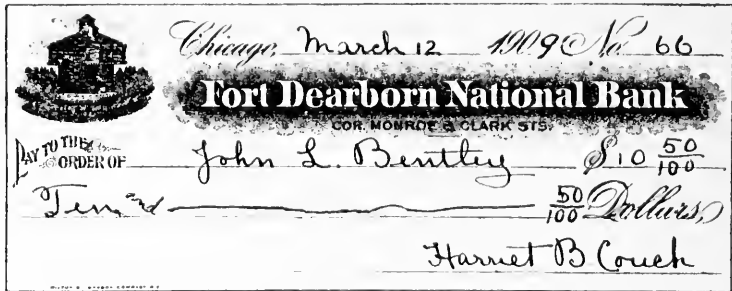 Chicago, March 12 1909 No. 66
Fort Dearborn National Bank
COR. MONROE & CLARK STS.
PAY TO THE ORDER OF John L. Bentley $10 50/100
Ten and 50/100 Dollars,
Harriet B Couch